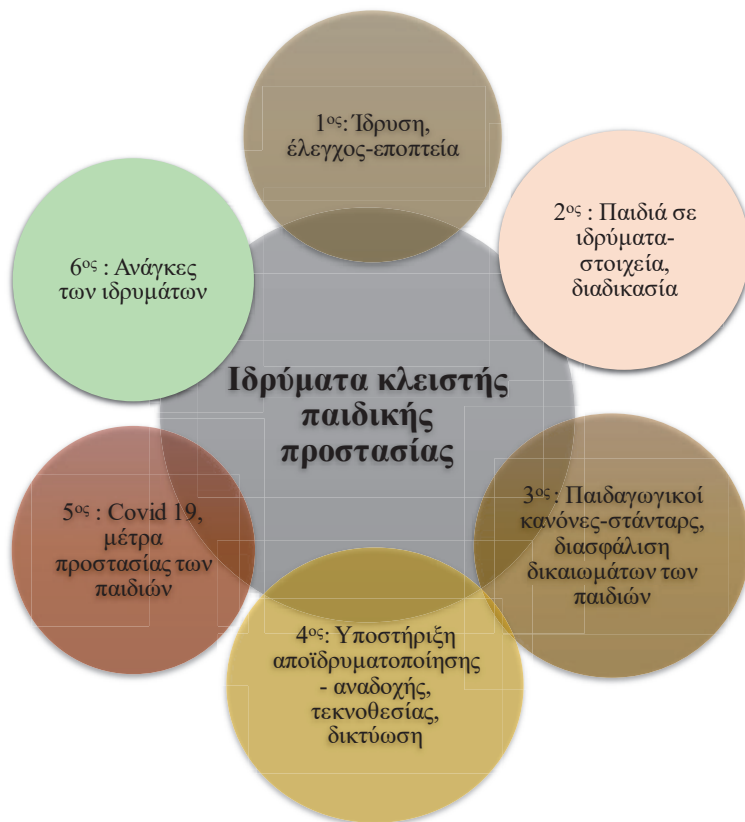 1ος: Ίδρυση,
έλεγχος-εποπτεία
2ος : Παιδιά σε
ιδρύματα-
στοιχεία,
διαδικασία
6ος : Ανάγκες
των ιδρυμάτων
Ιδρύματα κλειστής
παιδικής
προστασίας
3ος: Παιδαγωγικοί
κανόνες-στάνταρς,
διασφάλιση
δικαιωμάτων των
παιδιών
5ος : Covid 19,
μέτρα
προστασίας των
παιδιών
4ος: Υποστήριξη
αποϊδρυματοποίησης
- αναδοχής,
τεκνοθεσίας,
δικτύωση